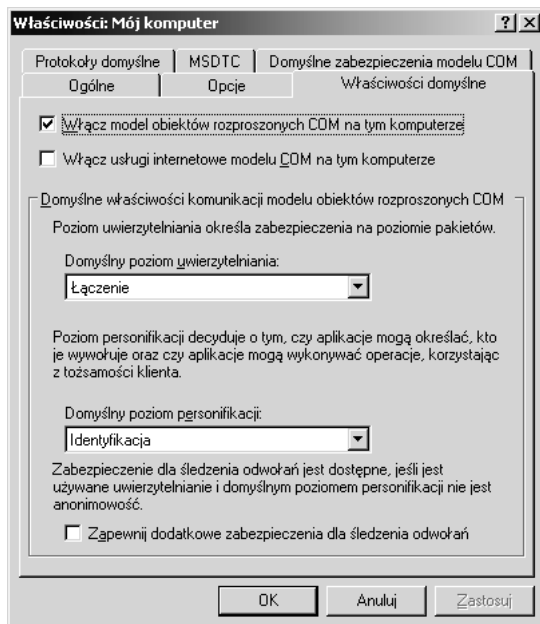 Właściwości: Mój komputer
Protokoły domyślne MSDTC Domyślne zabezpieczenia modelu COM
Ogólne Opcje Właściwości domyślne
Włącz model obiektów rozproszonych COM na tym komputerze
Włącz usługi internetowe modelu COM na tym komputerze
Domyślne właściwości komunikacji modelu obiektów rozproszonych COM
Poziom uwierzytelniania określa zabezpieczenia na poziomie pakietów.
Domyślny poziom uwierzytelniania:
Łączenie
Poziom personifikacji decyduje o tym, czy aplikacje mogą określać, kto
je wywołuje oraz czy aplikacje mogą wykonywać operacje, korzystając
z tożsamości klienta.
Domyślny poziom personifikacji:
Identyfikacja
Zabezpieczenie dla śledzenia odwołań jest dostępne, jeśli jest
używane uwierzytelnianie i domyślnym poziomem personifikacji nie jest
anonimowość.
Zapewnij dodatkowe zabezpieczenia dla śledzenia odwołań
OK Anuluj Zastosuj